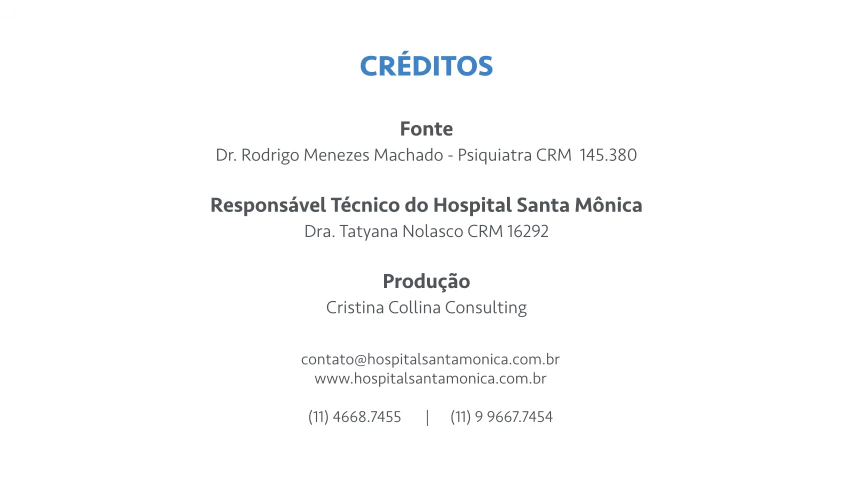 CRÉDITOS
Fonte
Dr. Rodrigo Menezes Machado - Psiquiatra CRM 145.380
Responsável Técnico do Hospital Santa Mônica
Dra. Tatyana Nolasco CRM 16292
Produção
Cristina Collina Consulting
contato@hospitalsantamonica.com.br
www.hospitalsantamonica.com.br
(11) 4668.7455 | (11) 9 9667.7454